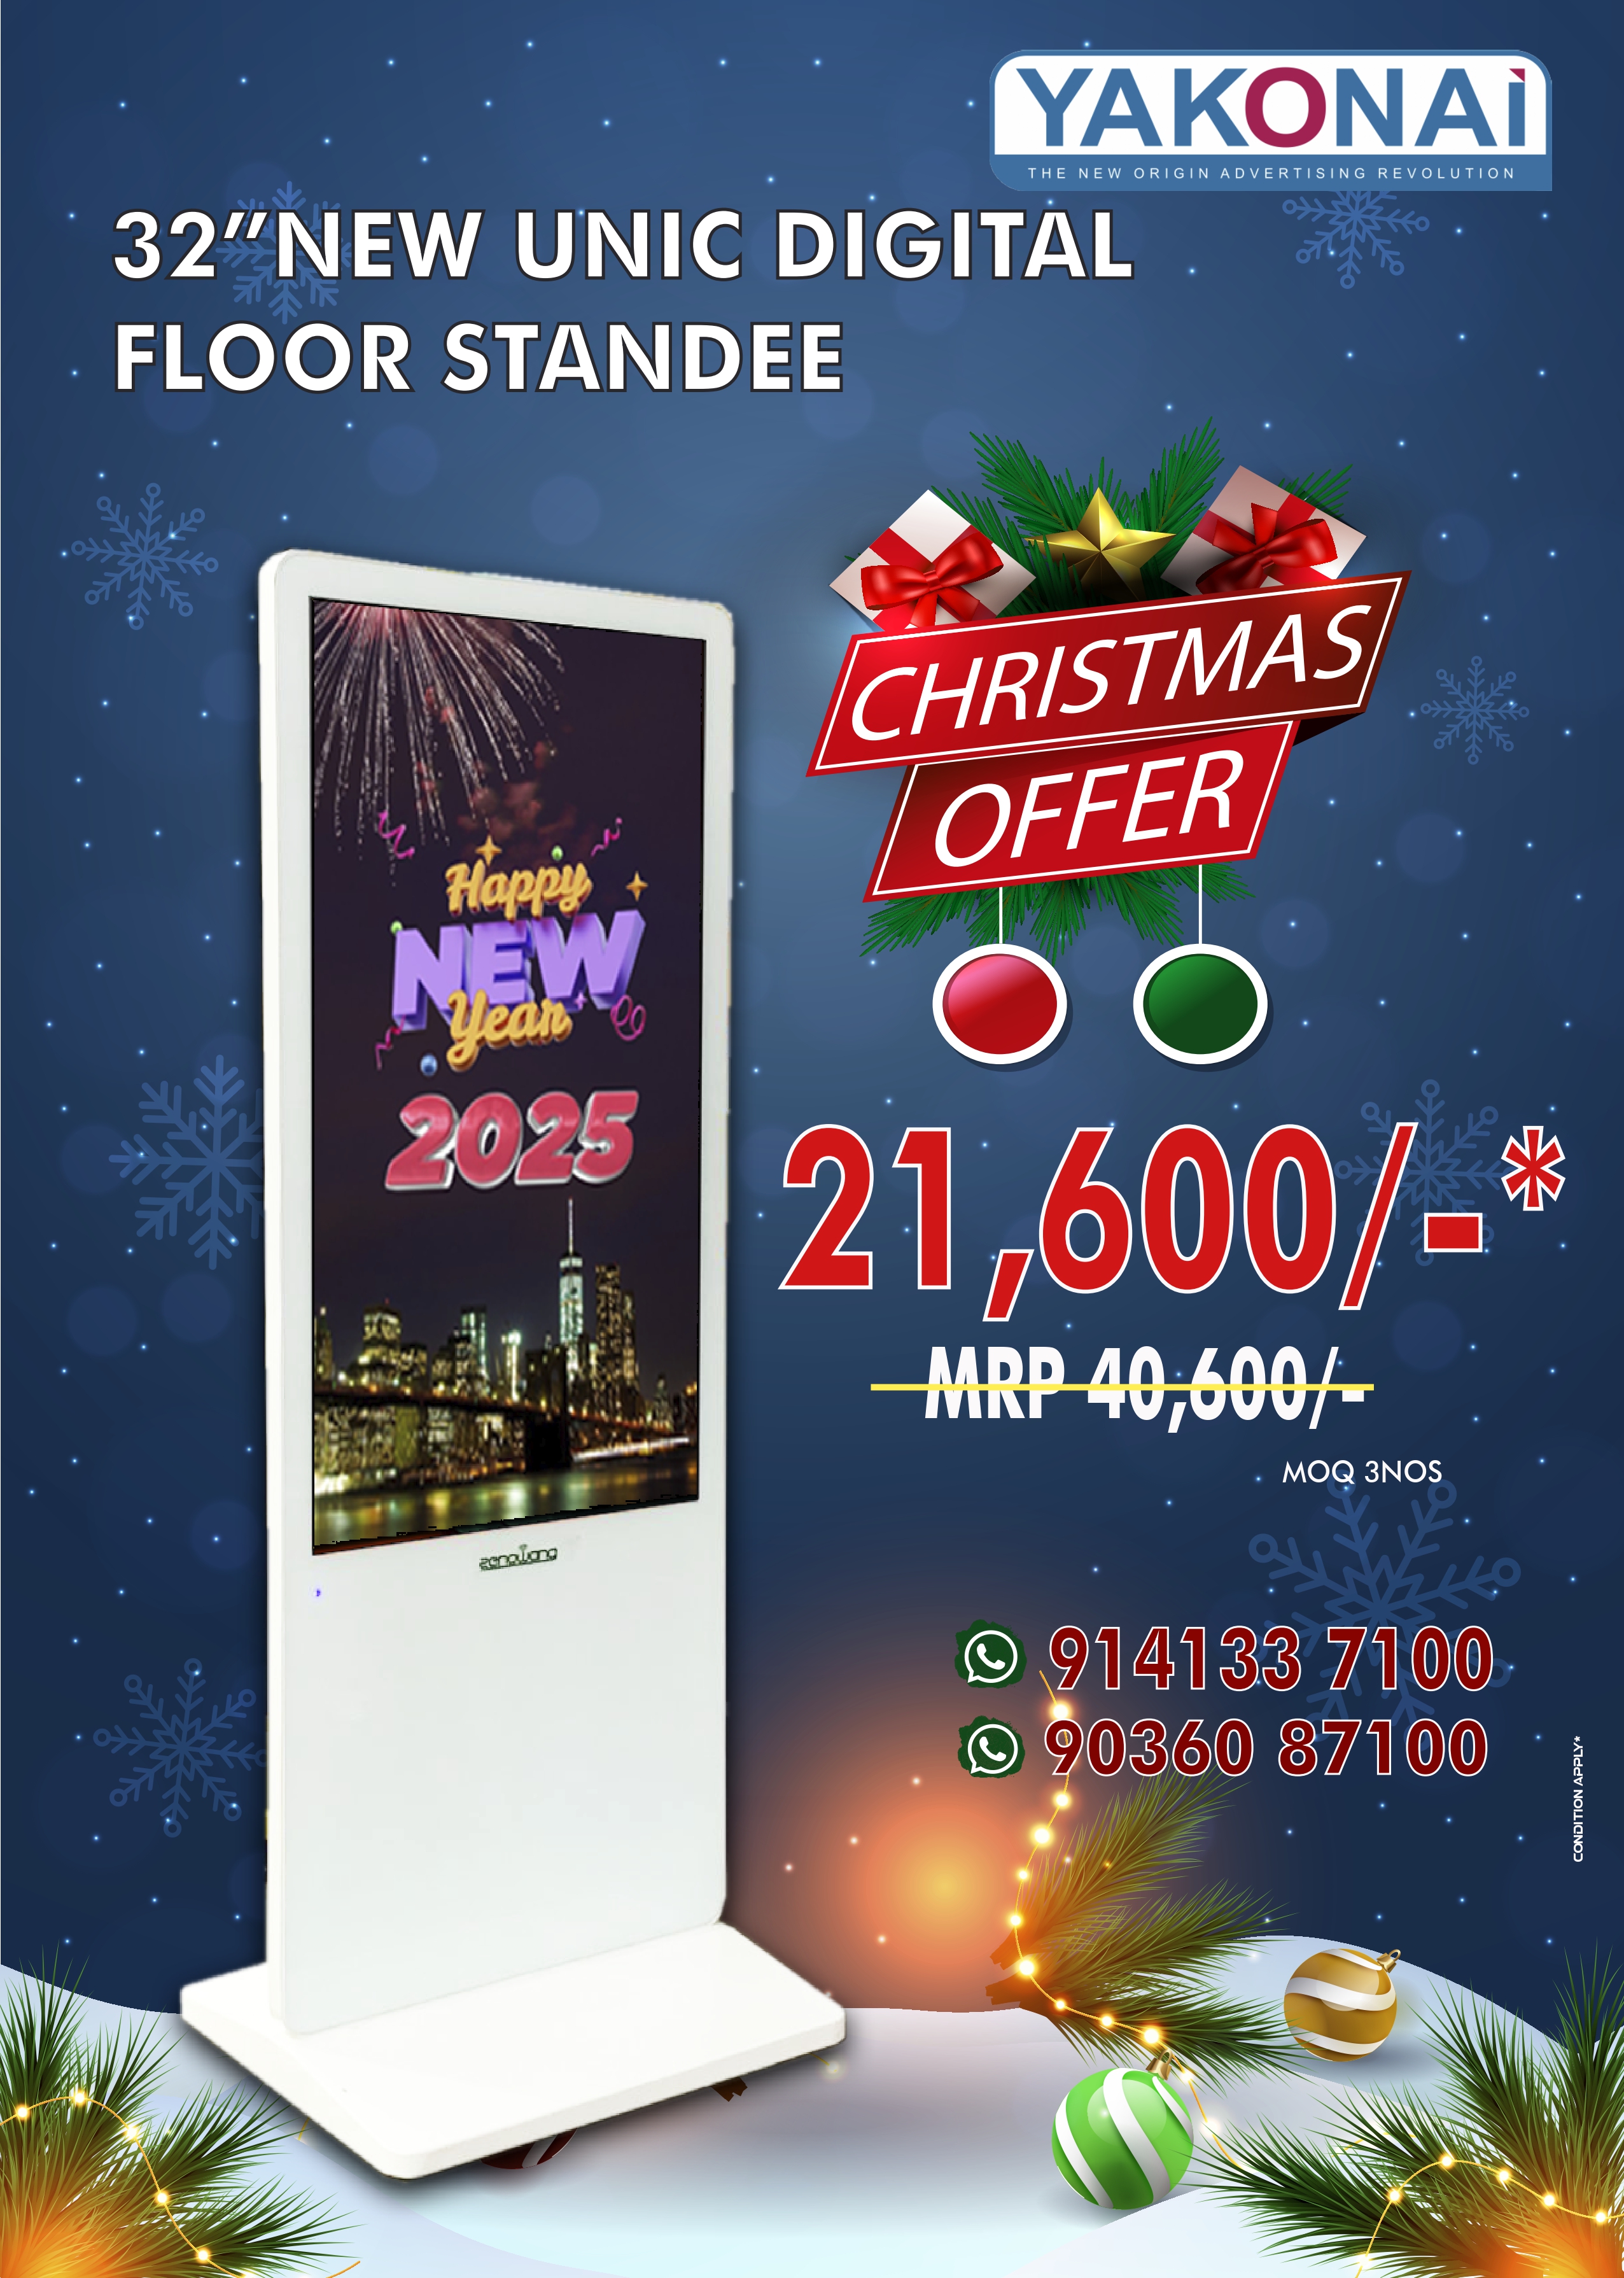 YAKONAi
THE NEW ORIGIN ADVERTISING REVOLUTION
32”NEW UNIC DIGITAL
FLOOR STANDEE
CHRISTMAS
OFFER
Happy
NEW
Year
2025
21,600/-*
MRP 40,600/-
MOQ 3NOS
914133 7100
90360 87100
CONDITION APPLY*